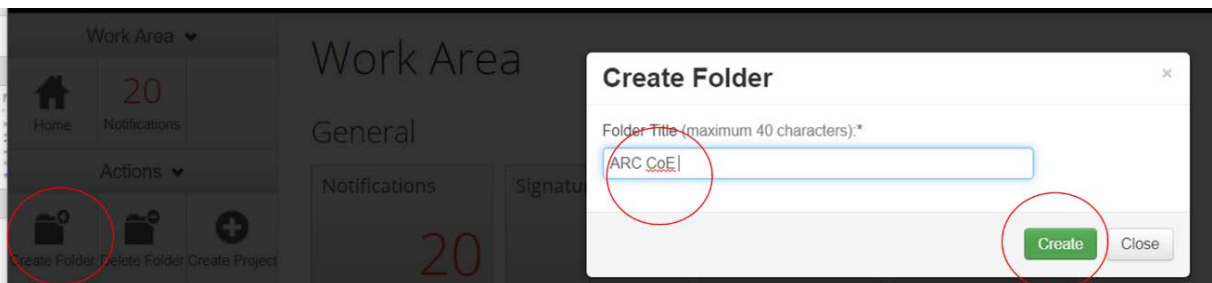 Work Area
Home
20
Notifications
Actions
Create Folder
Delete Folder
Create Project
Work Area
General
Notifications
20
Create Folder
×
Folder Title (maximum 40 characters):*
ARC CoE
Create
Close